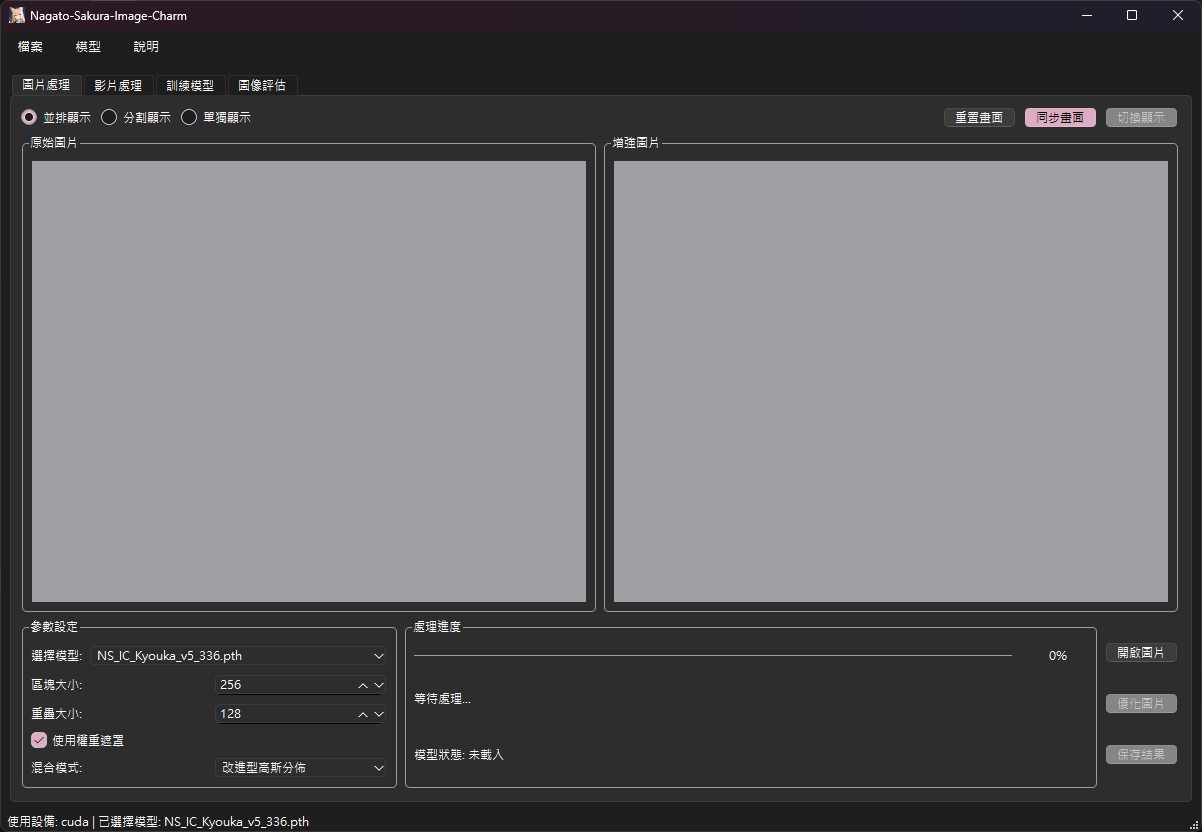 Nagato-Sakura-Image-Charm
檔案 模型 說明
圖片處理 影片處理 訓練模型 圖像評估
並排顯示 分割顯示 單獨顯示 重置畫面 同步畫面 切換顯示
原始圖片 增強圖片
參數設定 處理進度
選擇模型: NS_IC_Kyouka_v5_336.pth 0% 開啟圖片
區塊大小: 256
等待處理... 優化圖片
重疊大小: 128
使用權重遮罩
模型狀態: 未載入 保存結果
混合模式: 改進型高斯分佈
使用設備: cuda | 已選擇模型: NS_IC_Kyouka_v5_336.pth